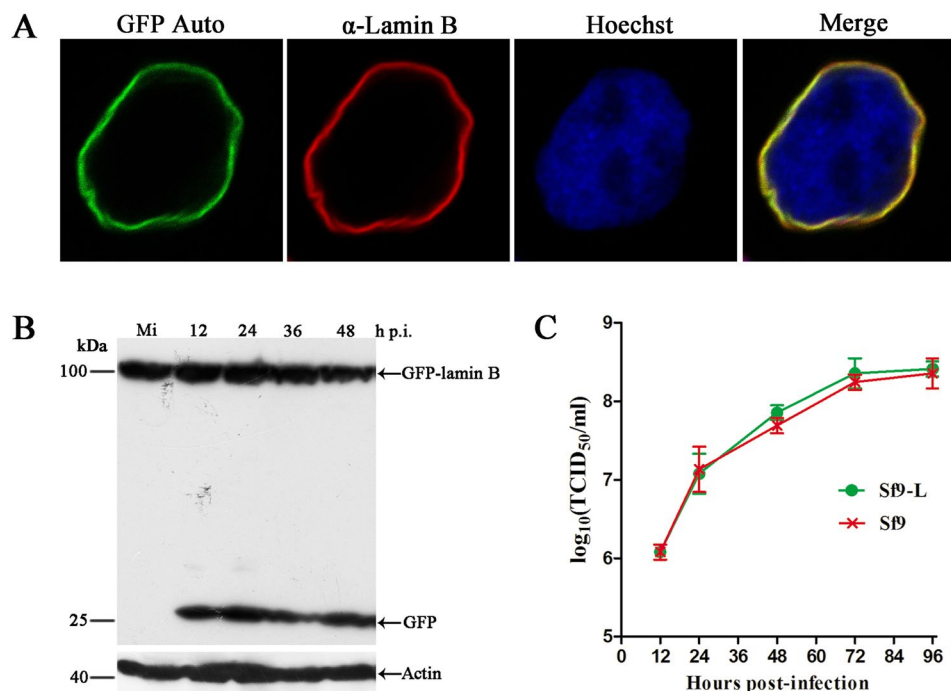 A
GFP Auto
α-Lamin B
Hoechst
Merge
B
Mi 12 24 36 48 h p.i.
kDa
100
GFP-lamin B
25
GFP
40
Actin
C
log10(TCID50/ml)
9
8
7
6
5
Sf9-L
Sf9
0 12 24 36 48 60 72 84 96
Hours post-infection